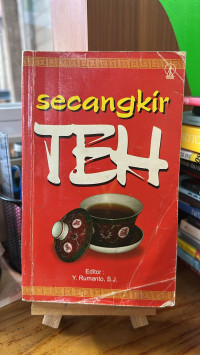 secangkir
TEH
Editor :
Y. Rumanto, S.J.